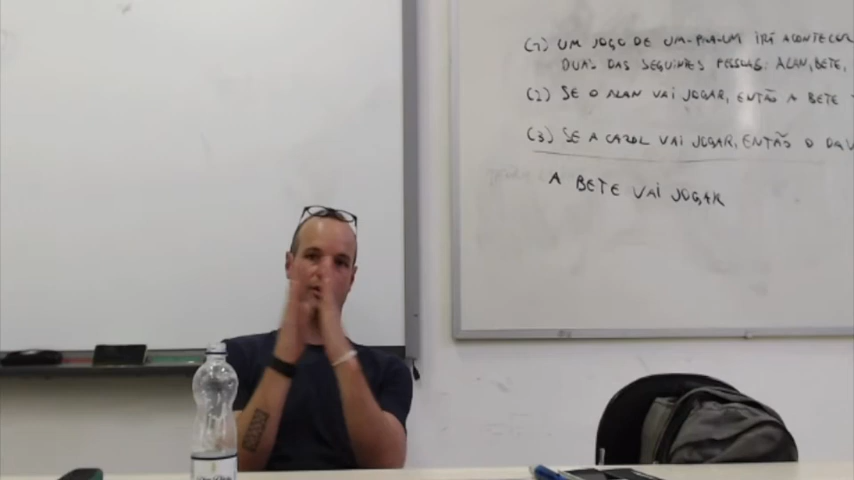 (1) UM JOGO DE UM-PRA-UM IRÁ ACONTECER
DUAS DAS SEGUINTES PESSOAS: ALAN, BETE,
(2) SE O ALAN VAI JOGAR, ENTÃO A BETE
(3) SE A CAROL VAI JOGAR, ENTÃO O
A BETE VAI JOGAR